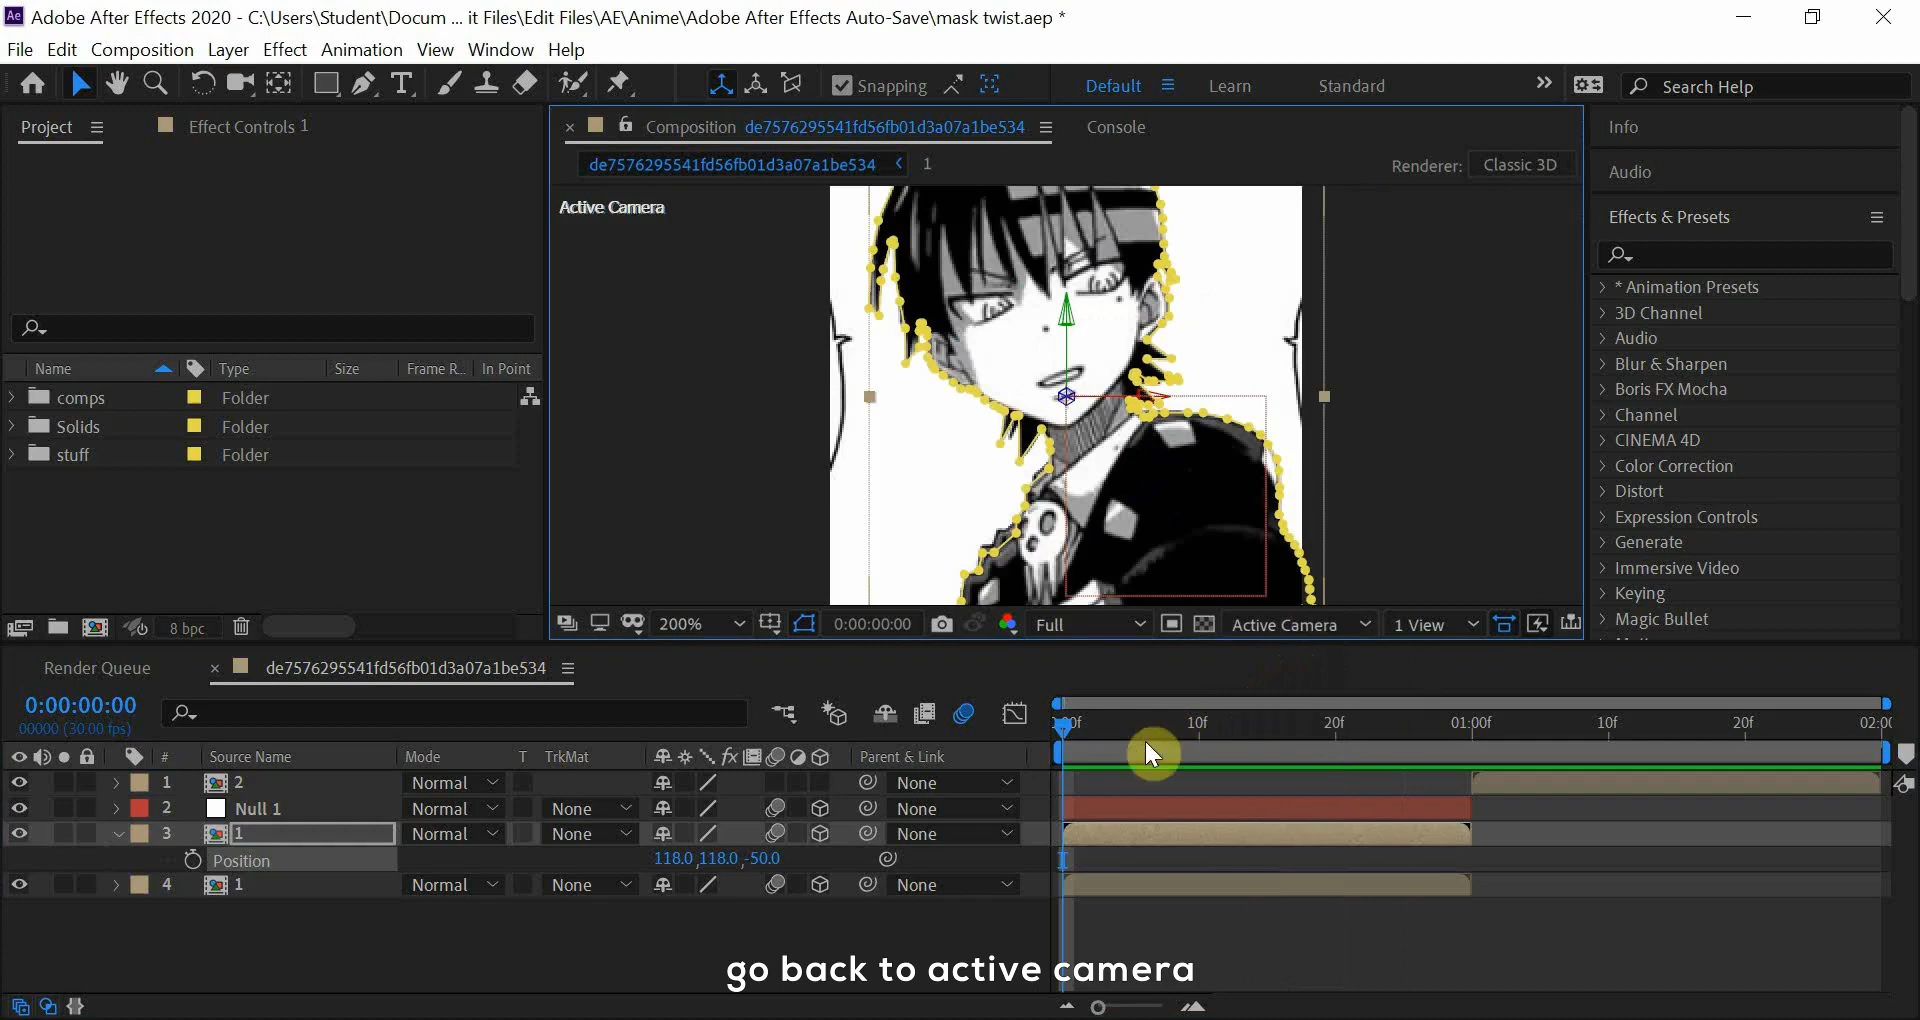 Adobe After Effects 2020 - C:\Users\Student\Docum ... it Files\Edit Files\AE\Anime\Adobe After Effects Auto-Save\mask twist.aep *
File Edit Composition Layer Effect Animation View Window Help
Snapping Default Learn Standard Search Help
Project Effect Controls 1
Composition de7576295541fd56fb01d3a07a1be534 Console
de7576295541fd56fb01d3a07a1be534 1 Renderer: Classic 3D
Active Camera
Info
Audio
Effects & Presets
* Animation Presets
3D Channel
Audio
Blur & Sharpen
Boris FX Mocha
Channel
CINEMA 4D
Color Correction
Distort
Expression Controls
Generate
Immersive Video
Keying
Magic Bullet
Name Type Size Frame R... In Point
comps Folder
Solids Folder
stuff Folder
8 bpc
200% 0:00:00:00 Full Active Camera 1 View
Render Queue de7576295541fd56fb01d3a07a1be534
0:00:00:00
00000 (30.00 fps)
10f 20f 01:00f 10f 20f
# Source Name Mode T TrkMat fx Parent & Link
1 2 Normal None
2 Null 1 Normal None None
3 1 Normal None None
Position 118.0,118.0,-50.0
4 1 Normal None None
go back to active camera